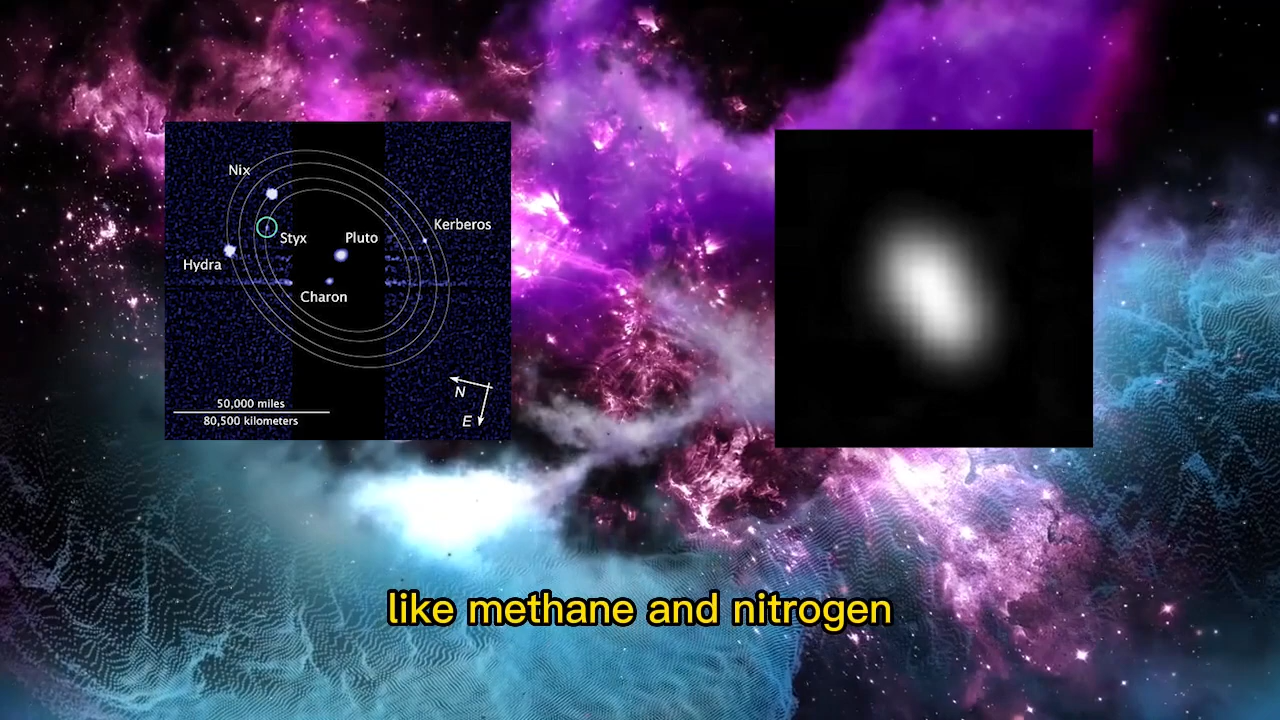 Nix
Kerberos
Styx
Pluto
Hydra
Charon
N
50,000 miles
80,500 kilometers
E
like methane and nitrogen